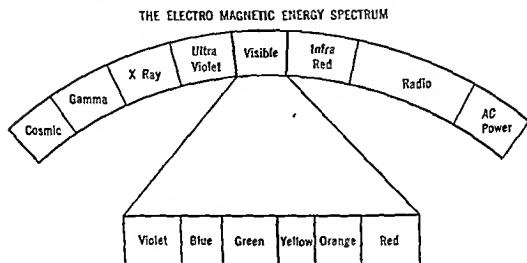 THE ELECTRO MAGNETIC ENERGY SPECTRUM
Cosmic
Gamma
X Ray
Ultra
Violet
Visible
Infra
Red
Radio
AC
Power
Violet
Blue
Green
Yellow
Orange
Red